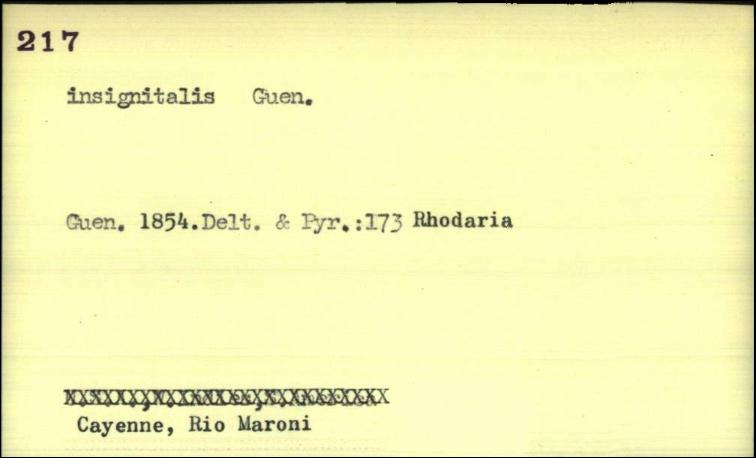 217
insignitalis Guen.
Guen. 1854.Delt. & Pyr.:173 Rhodaria
Cayenne, Rio Maroni